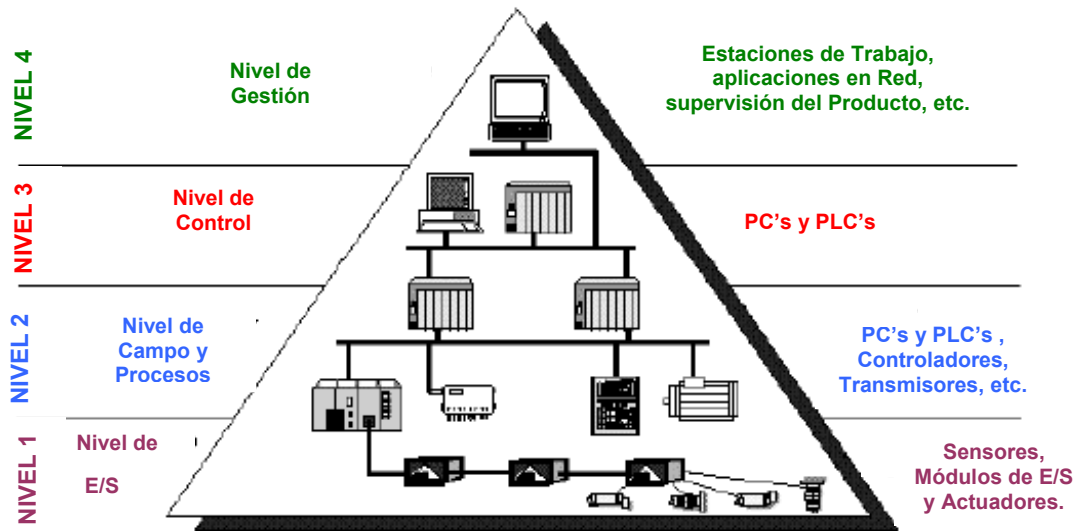 NIVEL 4
Nivel de
Gestión
Estaciones de Trabajo,
aplicaciones en Red,
supervisión del Producto, etc.
NIVEL 3
Nivel de
Control
PC's y PLC's
NIVEL 2
Nivel de
Campo y
Procesos
PC's y PLC's ,
Controladores,
Transmisores, etc.
NIVEL 1
Nivel de
E/S
Sensores,
Módulos de E/S
y Actuadores.